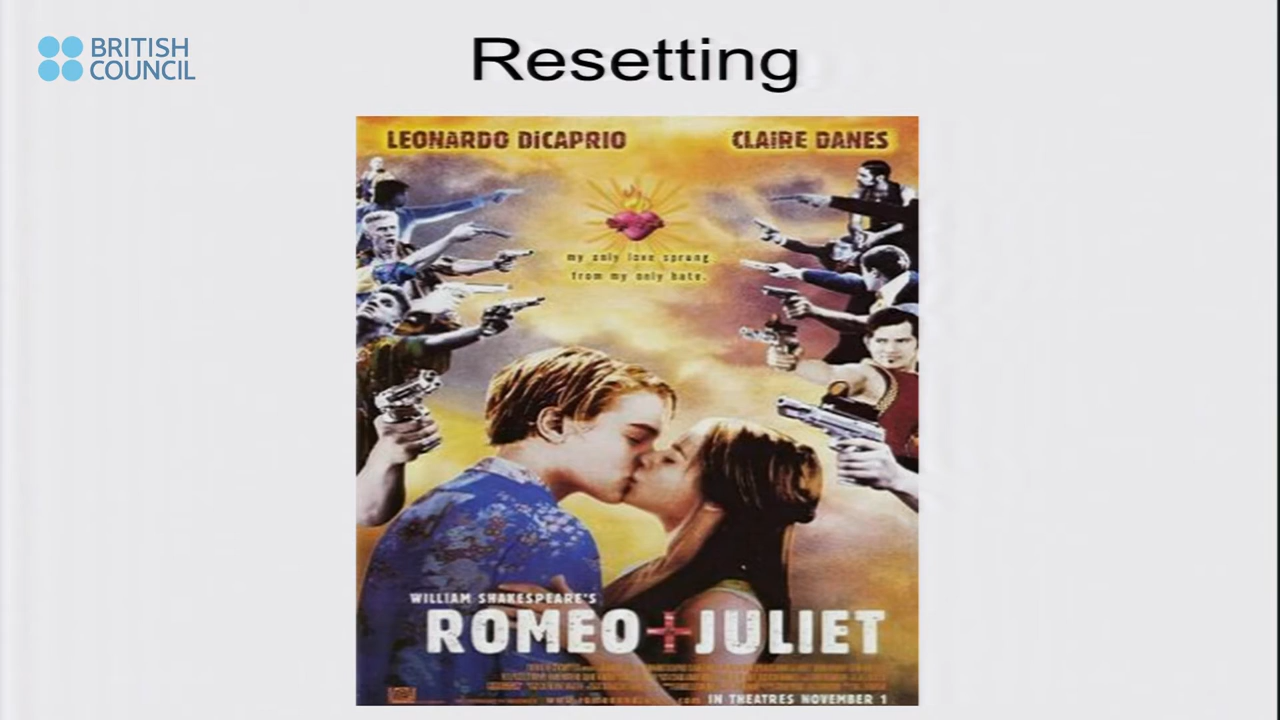 BRITISH
COUNCIL
Resetting
LEONARDO DiCAPRIO
CLAIRE DANES
my only love sprung
from my only hate.
WILLIAM SHAKESPEARE'S
ROMEO+JULIET
IN THEATRES NOVEMBER 1